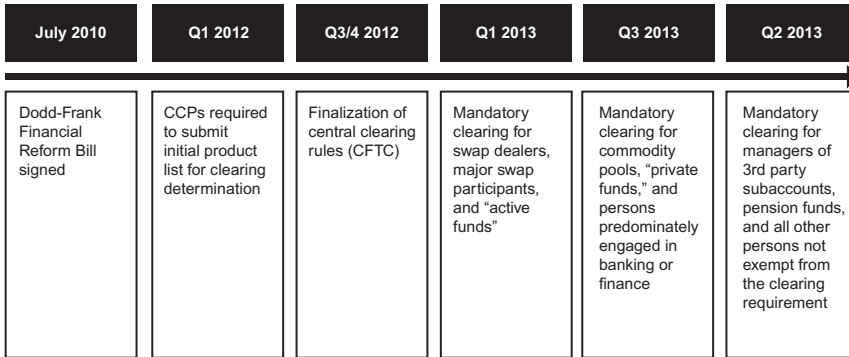 July 2010
Q1 2012
Q3/4 2012
Q1 2013
Q3 2013
Q2 2013
Dodd-Frank
Financial
Reform Bill
signed
CCPs required
to submit
initial product
list for clearing
determination
Finalization of
central clearing
rules (CFTC)
Mandatory
clearing for
swap dealers,
major swap
participants,
and “active
funds”
Mandatory
clearing for
commodity
pools, “private
funds,” and
persons
predominately
engaged in
banking or
finance
Mandatory
clearing for
managers of
3rd party
subaccounts,
pension funds,
and all other
persons not
exempt from
the clearing
requirement